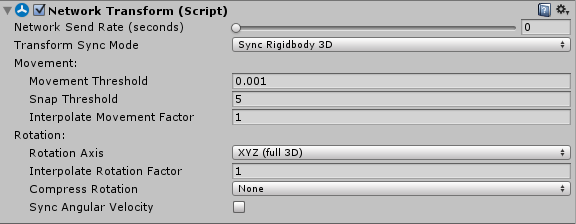 Network Transform (Script)
Network Send Rate (seconds) 0
Transform Sync Mode Sync Rigidbody 3D
Movement:
Movement Threshold 0.001
Snap Threshold 5
Interpolate Movement Factor 1
Rotation:
Rotation Axis XYZ (full 3D)
Interpolate Rotation Factor 1
Compress Rotation None
Sync Angular Velocity